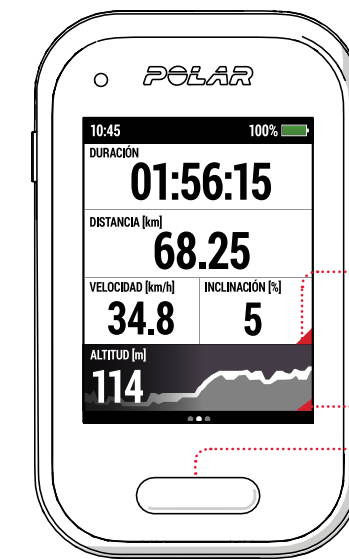 POLAR
10:45 100%
DURACIÓN
01:56:15
DISTANCIA [km]
68.25
VELOCIDAD [km/h] INCLINACIÓN [%]
34.8 5
ALTITUD [m]
114